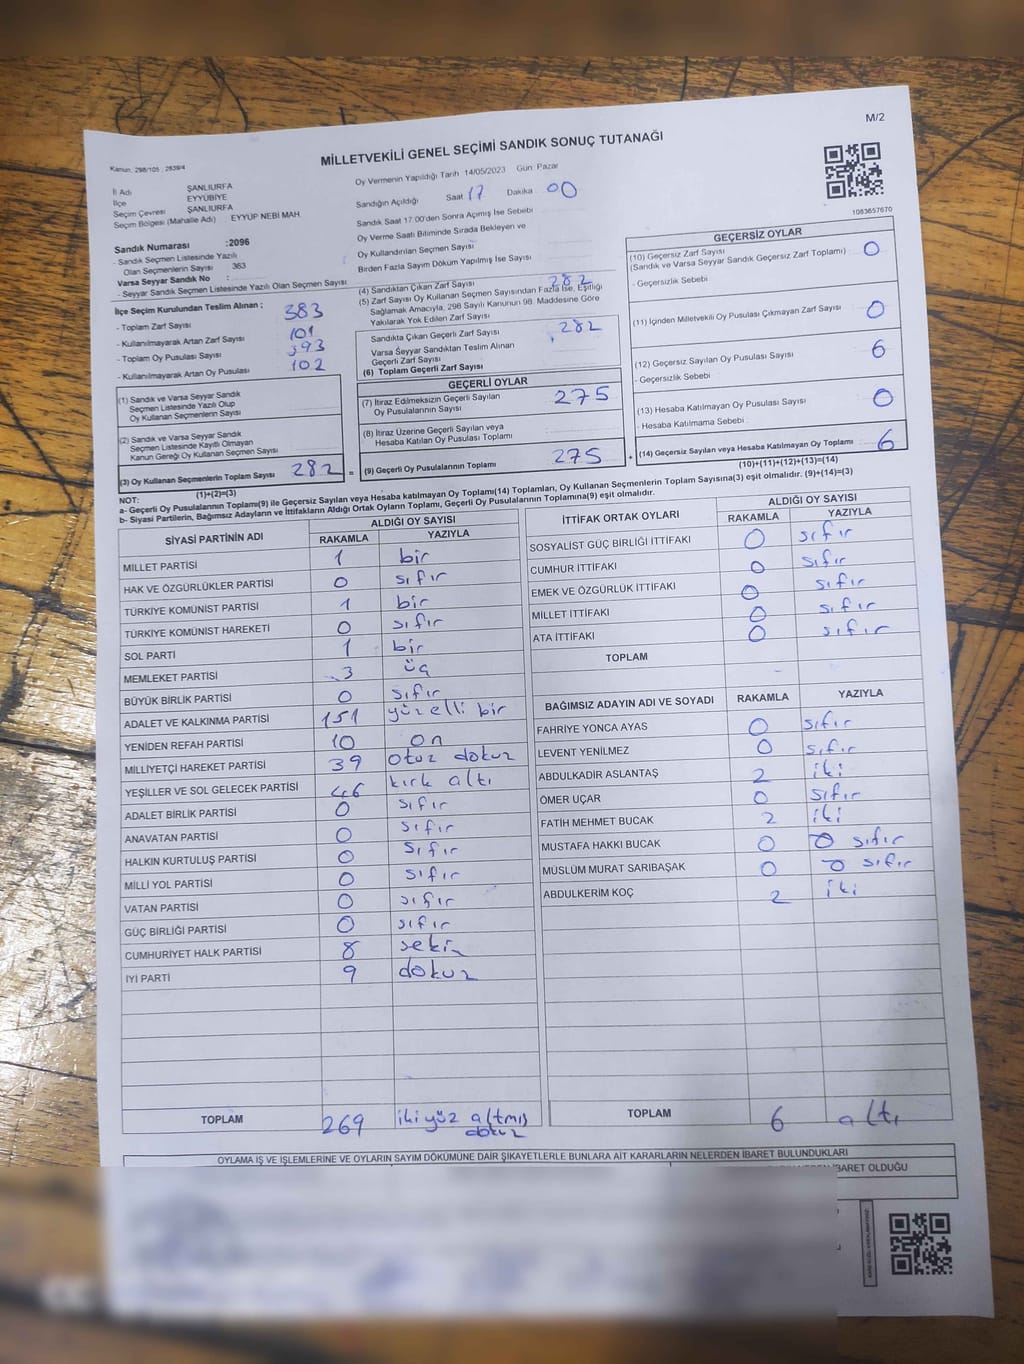 M/2
MİLLETVEKİLİ GENEL SEÇİMİ SANDIK SONUÇ TUTANAĞI
Kanun, 298/105 ; 2839/4
İl Adı ŞANLIURFA
İlçe EYYÜBİYE
Seçim Çevresi ŞANLIURFA
Seçim Bölgesi (Mahalle Adı) EYYÜP NEBİ MAH.
Sandık Numarası :2096
- Sandık Seçmen Listesinde Yazılı
Olan Seçmenlerin Sayısı 363
Varsa Seyyar Sandık No :
- Seyyar Sandık Seçmen Listesinde Yazılı Olan Seçmen Sayısı
İlçe Seçim Kurulundan Teslim Alınan :
- Toplam Zarf Sayısı 383
- Kullanılmayarak Artan Zarf Sayısı 101
- Toplam Oy Pusulası Sayısı 393
- Kullanılmayarak Artan Oy Pusulası 102
(1) Sandık ve Varsa Seyyar Sandık
Seçmen Listesinde Yazılı Olup
Oy Kullanan Seçmenlerin Sayısı
(2) Sandık ve Varsa Seyyar Sandık
Seçmen Listesinde Kayıtlı Olmayan
Kanun Gereği Oy Kullanan Seçmen Sayısı
(3) Oy Kullanan Seçmenlerin Toplam Sayısı 282 =
(1)+(2)=(3)
Oy Vermenin Yapıldığı Tarih 14/05/2023 Gün: Pazar
Sandığın Açıldığı Saat 17 Dakika 00
Sandık Saat 17:00'den Sonra Açılmış İse Sebebi
Oy Verme Saati Bitiminde Sırada Bekleyen ve
Oy Kullandırılan Seçmen Sayısı
Birden Fazla Sayım Döküm Yapılmış İse Sayısı
(4) Sandıktan Çıkan Zarf Sayısı 282
(5) Zarf Sayısı Oy Kullanan Seçmen Sayısından Fazla İse, Eşitliği
Sağlamak Amacıyla, 298 Sayılı Kanunun 98. Maddesine Göre
Yakılarak Yok Edilen Zarf Sayısı
Sandıkta Çıkan Geçerli Zarf Sayısı 282
Varsa Seyyar Sandıktan Teslim Alınan
Geçerli Zarf Sayısı
(6) Toplam Geçerli Zarf Sayısı
GEÇERLİ OYLAR
(7) İtiraz Edilmeksizin Geçerli Sayılan
Oy Pusulalarının Sayısı 275
(8) İtiraz Üzerine Geçerli Sayılan veya
Hesaba Katılan Oy Pusulası Toplamı
(9) Geçerli Oy Pusulalarının Toplamı 275 +
1083657670
GEÇERSİZ OYLAR
(10) Geçersiz Zarf Sayısı 0
(Sandık ve Varsa Seyyar Sandık Geçersiz Zarf Toplamı)
- Geçersizlik Sebebi
(11) İçinden Milletvekili Oy Pusulası Çıkmayan Zarf Sayısı 0
(12) Geçersiz Sayılan Oy Pusulası Sayısı 6
- Geçersizlik Sebebi
(13) Hesaba Katılmayan Oy Pusulası Sayısı 0
- Hesaba Katılmama Sebebi
(14) Geçersiz Sayılan veya Hesaba Katılmayan Oy Toplamı 6
(10)+(11)+(12)+(13)=(14)
NOT:
a- Geçerli Oy Pusulalarının Toplamı(9) ile Geçersiz Sayılan veya Hesaba katılmayan Oy Toplamı(14) Toplamları, Oy Kullanan Seçmenlerin Toplam Sayısına(3) eşit olmalıdır. (9)+(14)=(3)
b- Siyasi Partilerin, Bağımsız Adayların ve İttifakların Aldığı Ortak Oyların Toplamı, Geçerli Oy Pusulalarının Toplamına(9) eşit olmalıdır.
SİYASİ PARTİNİN ADI ALDIĞI OY SAYISI
RAKAMLA YAZIYLA
MİLLET PARTİSİ 1 bir
HAK VE ÖZGÜRLÜKLER PARTİSİ 0 sıfır
TÜRKİYE KOMÜNİST PARTİSİ 1 bir
TÜRKİYE KOMÜNİST HAREKETİ 0 sıfır
SOL PARTİ 1 bir
MEMLEKET PARTİSİ 3 üç
BÜYÜK BİRLİK PARTİSİ 0 sıfır
ADALET VE KALKINMA PARTİSİ 151 yüzelli bir
YENİDEN REFAH PARTİSİ 10 on
MİLLİYETÇİ HAREKET PARTİSİ 39 otuz dokuz
YEŞİLLER VE SOL GELECEK PARTİSİ 46 kırk altı
ADALET BİRLİK PARTİSİ 0 sıfır
ANAVATAN PARTİSİ 0 sıfır
HALKIN KURTULUŞ PARTİSİ 0 sıfır
MİLLİ YOL PARTİSİ 0 sıfır
VATAN PARTİSİ 0 sıfır
GÜÇ BİRLİĞİ PARTİSİ 0 sıfır
CUMHURİYET HALK PARTİSİ 8 sekiz
İYİ PARTİ 9 dokuz
TOPLAM 269 ikiyüz altmış
dokuz
İTTİFAK ORTAK OYLARI ALDIĞI OY SAYISI
RAKAMLA YAZIYLA
SOSYALİST GÜÇ BİRLİĞİ İTTİFAKI 0 sıfır
CUMHUR İTTİFAKI 0 sıfır
EMEK VE ÖZGÜRLÜK İTTİFAKI 0 sıfır
MİLLET İTTİFAKI 0 sıfır
ATA İTTİFAKI 0 sıfır
TOPLAM
BAĞIMSIZ ADAYIN ADI VE SOYADI RAKAMLA YAZIYLA
FAHRİYE YONCA AYAS 0 sıfır
LEVENT YENİLMEZ 0 sıfır
ABDULKADİR ASLANTAŞ 2 iki
ÖMER UÇAR 0 sıfır
FATİH MEHMET BUCAK 2 iki
MUSTAFA HAKKI BUCAK 0 0 sıfır
MÜSLÜM MURAT SARIBAŞAK 0 0 sıfır
ABDULKERİM KOÇ 2 iki
TOPLAM 6 altı
OYLAMA İŞ VE İŞLEMLERİNE VE OYLARIN SAYIM DÖKÜMÜNE DAİR ŞİKAYETLERLE BUNLARA AİT KARARLARIN NELERDEN İBARET BULUNDUKLARI
İBARET OLDUĞU